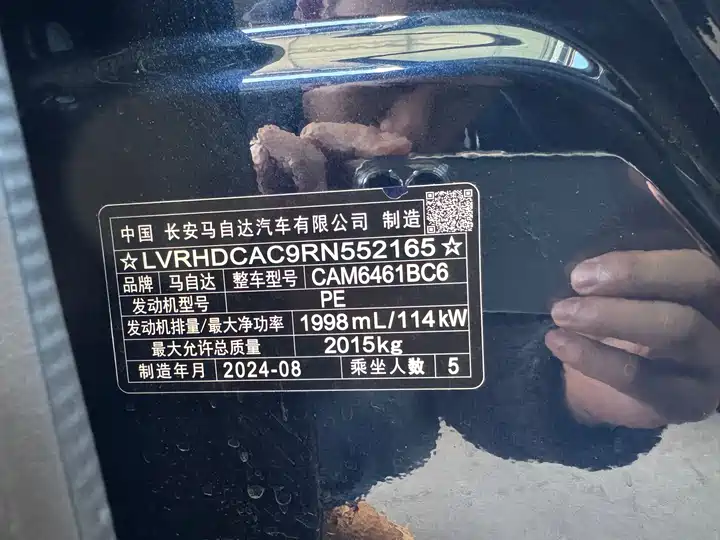 中国 长安马自达汽车有限公司 制造
☆LVRHDCAC9RN552165☆
品牌 马自达 整车型号 CAM6461BC6
发动机型号 PE
发动机排量/最大净功率 1998mL/114kW
最大允许总质量 2015kg
制造年月 2024-08 乘坐人数 5